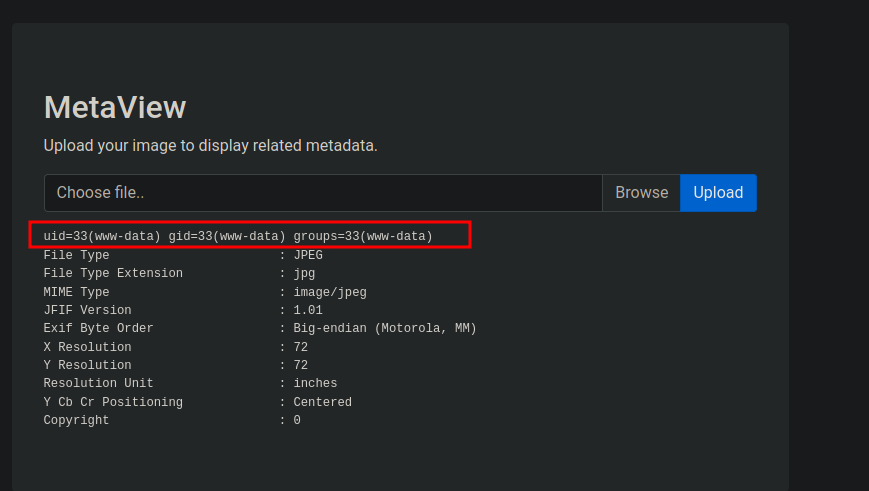 MetaView
Upload your image to display related metadata.
Choose file.. Browse Upload
uid=33(www-data) gid=33(www-data) groups=33(www-data)
File Type : JPEG
File Type Extension : jpg
MIME Type : image/jpeg
JFIF Version : 1.01
Exif Byte Order : Big-endian (Motorola, MM)
X Resolution : 72
Y Resolution : 72
Resolution Unit : inches
Y Cb Cr Positioning : Centered
Copyright : 0